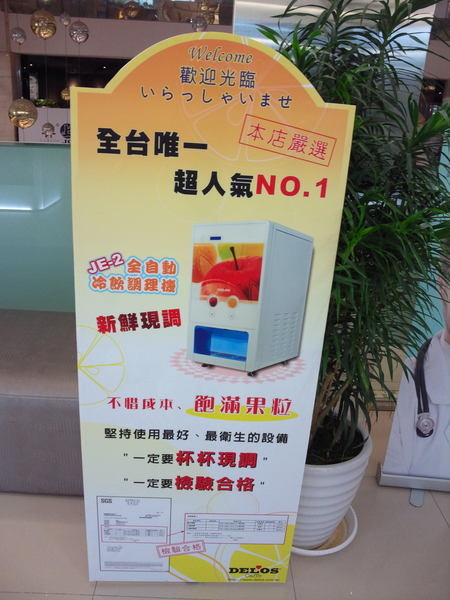 Welcome
歡迎光臨
いらっしゃいませ
本店嚴選
全台唯一
超人氣NO.1
DELOS
JE-2 全自動
冷飲調理機
新鮮現調
不惜成本、飽滿果粒
堅持使用最好、最衛生的設備
"一定要杯杯現調"
"一定要檢驗合格"
SGS
檢驗合格
DELOS
Caffe